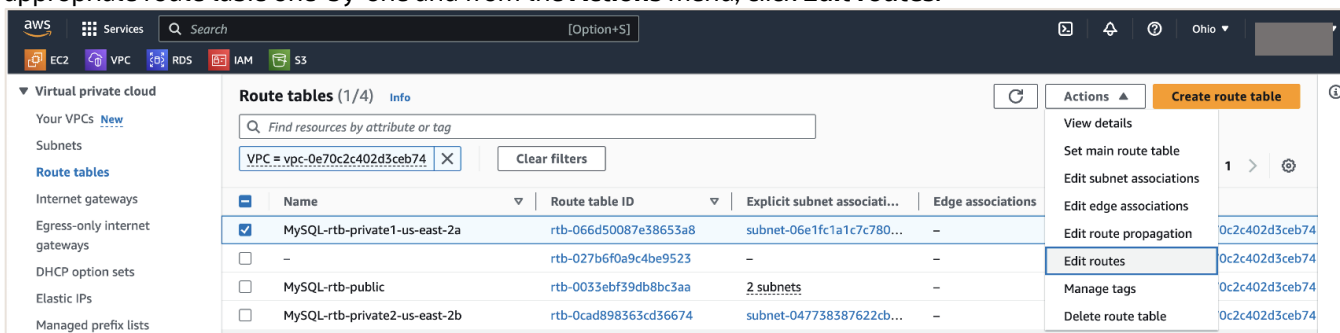 appropriate route table one-by-one and from the Actions menu, click Edit routes.
aws Services Search [Option+S] Ohio
EC2 VPC RDS IAM S3
Virtual private cloud
Your VPCs New
Subnets
Route tables
Internet gateways
Egress-only internet
gateways
DHCP option sets
Elastic IPs
Managed prefix lists
Route tables (1/4) Info
Actions
Create route table
Find resources by attribute or tag
VPC = vpc-0e70c2c402d3ceb74
Clear filters
1
Name Route table ID Explicit subnet associati... Edge associations
MySQL-rtb-private1-us-east-2a rtb-066d50087e38653a8 subnet-06e1fc1a1c7c780... – 0c2c402d3ceb74
– rtb-027b6f0a9c4be9523 – – 0c2c402d3ceb74
MySQL-rtb-public rtb-0033ebf39db8bc3aa 2 subnets – 0c2c402d3ceb74
MySQL-rtb-private2-us-east-2b rtb-0cad898363cd36674 subnet-047738387622cb... – 0c2c402d3ceb74
View details
Set main route table
Edit subnet associations
Edit edge associations
Edit route propagation
Edit routes
Manage tags
Delete route table